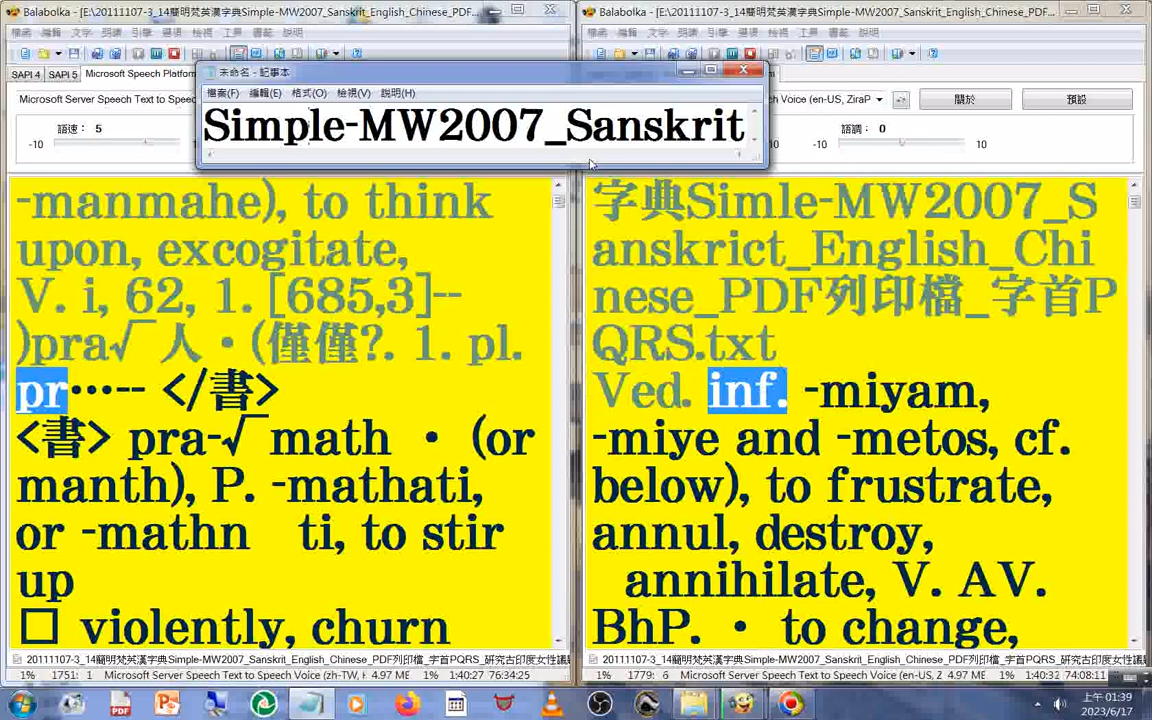 Balabolka - [E:\20111107-3_14簡明梵英漢字典Simple-MW2007_Sanskrit_English_Chinese_PDF...
Balabolka - [E:\20111107-3_14簡明梵英漢字典Simple-MW2007_Sanskrit_English_Chinese_PDF...
SAPI 4 SAPI 5 Microsoft Speech Platfo
未命名 - 記事本
檔案(F) 編輯(E) 格式(O) 檢視(V) 說明(H)
Simple-MW2007_Sanskrit
Microsoft Server Speech Text to Spee
Voice (en-US, ZiraP
關於
預設
語速： 5
-10
語調： 0
-10
10
-manmahe), to think
upon, excogitate,
V. i, 62, 1. [685,3]--
)pra√人‧(僅僅?. 1. pl.
pr…-- </書>
<書> pra-√math ‧ (or
manth), P. -mathati,
or -mathn ti, to stir
up
□ violently, churn
字典Simle-MW2007_S
anskrict_English_Chi
nese_PDF列印檔_字首P
QRS.txt
Ved. inf. -miyam,
-miye and -metos, cf.
below), to frustrate,
annul, destroy,
annihilate, V. AV.
BhP. ‧ to change,
20111107-3_14簡明梵英漢字典Simple-MW2007_Sanskrit_English_Chinese_PDF列印檔_字首PQRS_研究古印度女性議
20111107-3_14簡明梵英漢字典Simple-MW2007_Sanskrit_English_Chinese_PDF列印檔_字首PQRS_研究古印度女性議
1% 1751: 1 Microsoft Server Speech Text to Speech Voice (zh-TW, H 4.97 MB 1% 1:40:27 76:34:25
1% 1779: 6 Microsoft Server Speech Text to Speech Voice (en-US, Z 4.97 MB 1% 1:40:32 74:08:11
上午 01:39
2023/6/17